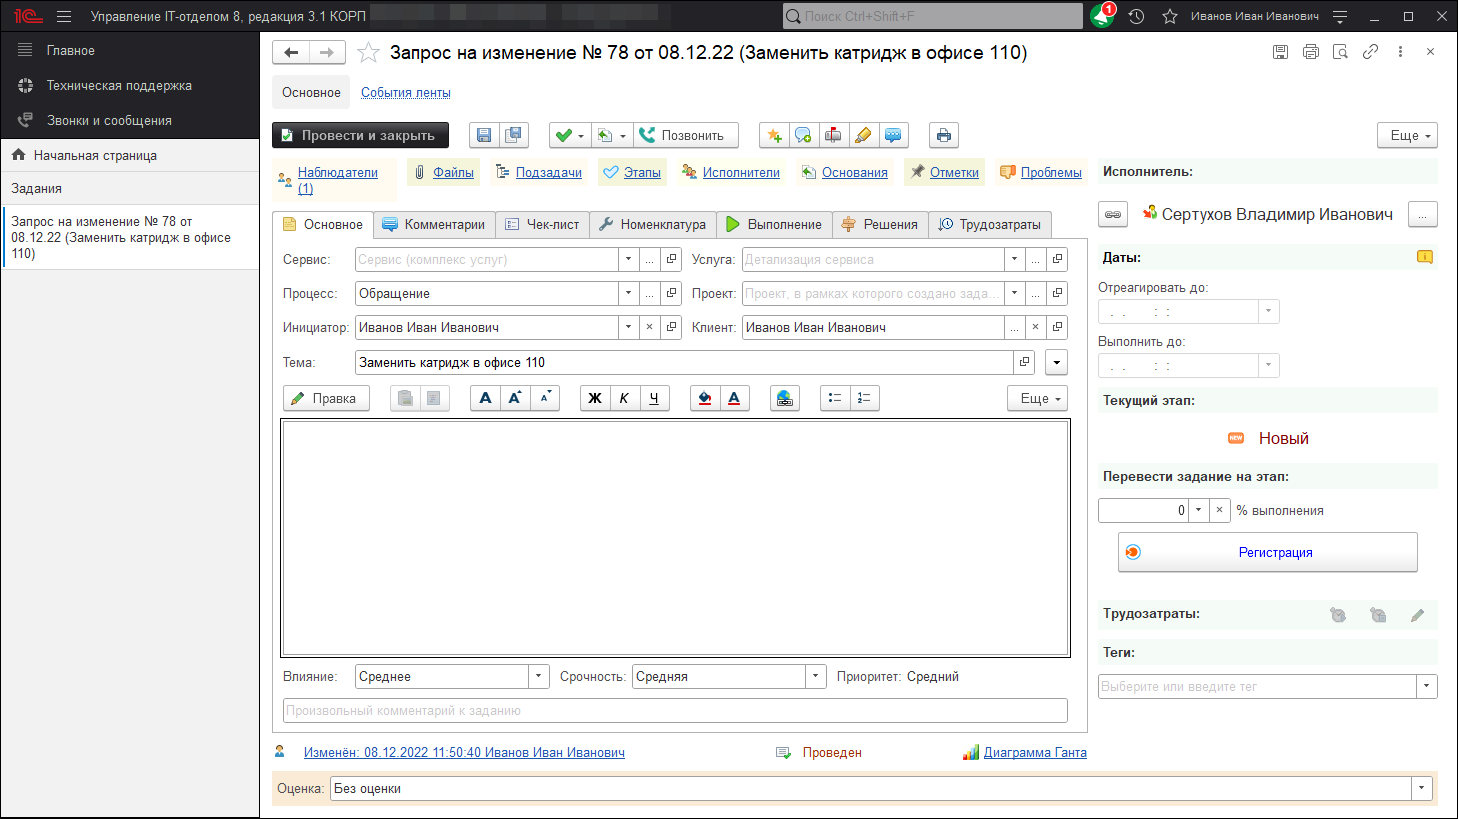 1С Управление IT-отделом 8, редакция 3.1 КОРП
Поиск Ctrl+Shift+F
1
Иванов Иван Иванович
Главное
Техническая поддержка
Звонки и сообщения
Начальная страница
Задания
Запрос на изменение № 78 от
08.12.22 (Заменить катридж в офисе
110)
Запрос на изменение № 78 от 08.12.22 (Заменить катридж в офисе 110)
Основное События ленты
Провести и закрыть
Позвонить
Еще
Наблюдатели
(1)
Файлы Подзадачи Этапы Исполнители Основания Отметки Проблемы
Основное Комментарии Чек-лист Номенклатура Выполнение Решения Трудозатраты
Сервис: Сервис (комплекс услуг) ... Услуга: Детализация сервиса ...
Процесс: Обращение ... Проект: Проект, в рамках которого создано зада... ...
Инициатор: Иванов Иван Иванович × Клиент: Иванов Иван Иванович ... ×
Тема: Заменить катридж в офисе 110
Правка A A A Ж К Ч A Еще
Влияние: Среднее Срочность: Средняя Приоритет: Средний
Произвольный комментарий к заданию
Изменён: 08.12.2022 11:50:40 Иванов Иван Иванович Проведен Диаграмма Ганта
Оценка: Без оценки
Исполнитель:
Сертухов Владимир Иванович ...
Даты:
Отреагировать до:
. . : :
Выполнить до:
. . : :
Текущий этап:
NEW Новый
Перевести задание на этап:
0 × % выполнения
Регистрация
Трудозатраты:
Теги:
Выберите или введите тег